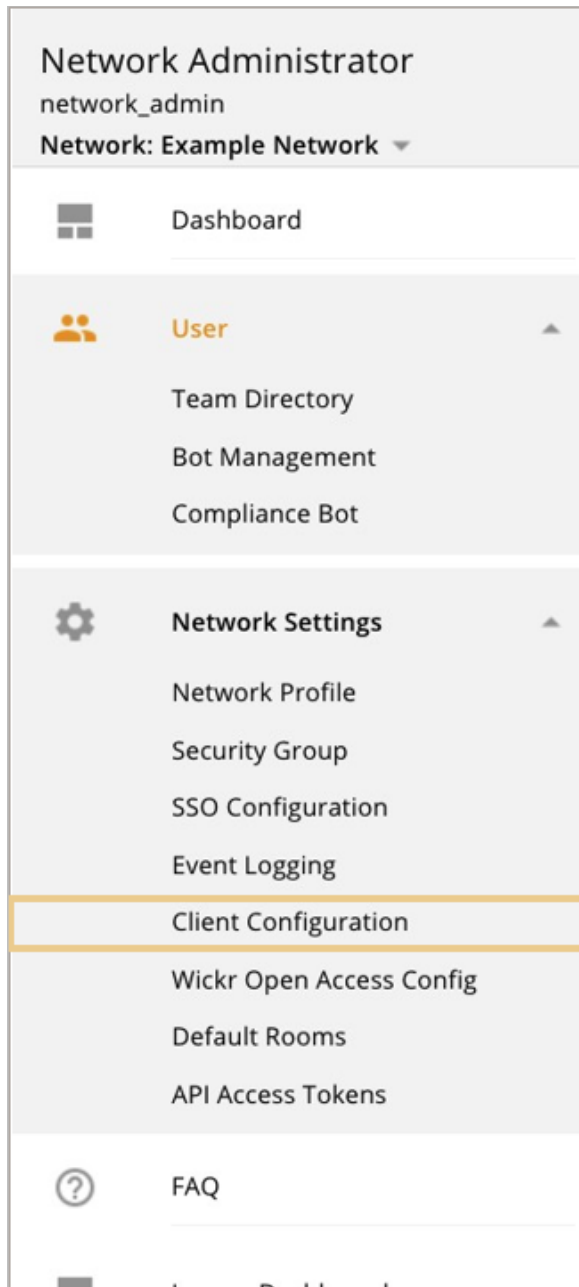 Network Administrator
network_admin
Network: Example Network
Dashboard
User
Team Directory
Bot Management
Compliance Bot
Network Settings
Network Profile
Security Group
SSO Configuration
Event Logging
Client Configuration
Wickr Open Access Config
Default Rooms
API Access Tokens
FAQ